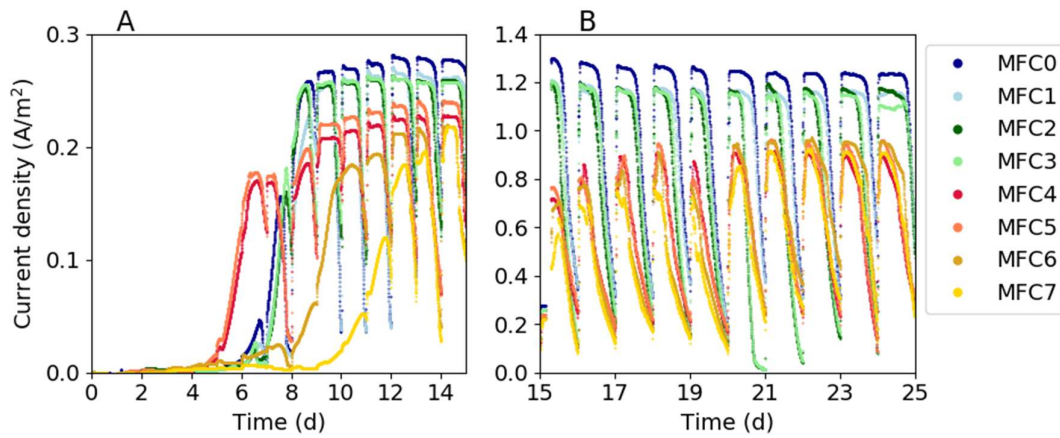 A
B
Current density (A/m²)
0.3
0.2
0.1
0.0
0 2 4 6 8 10 12 14
Time (d)
1.4
1.2
1.0
0.8
0.6
0.4
0.2
0.0
15 17 19 21 23 25
Time (d)
MFC0
MFC1
MFC2
MFC3
MFC4
MFC5
MFC6
MFC7